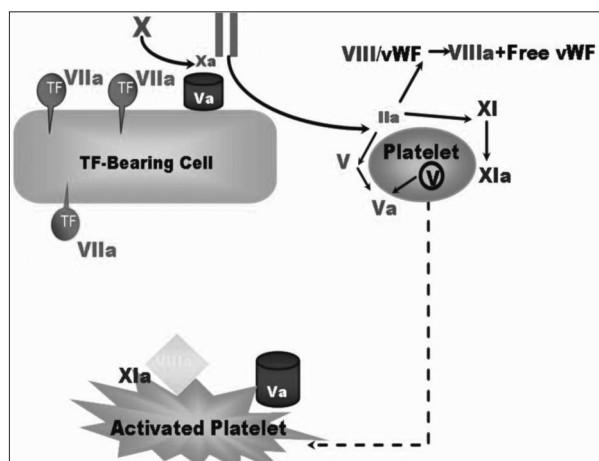 X
II
Xa
Va
TF VIIa
TF VIIa
TF-Bearing Cell
TF
VIIa
VIII/vWF
VIIIa+Free vWF
IIa
XI
XIa
Platelet
V
V
Va
XIa
VIIIa
Va
Activated Platelet